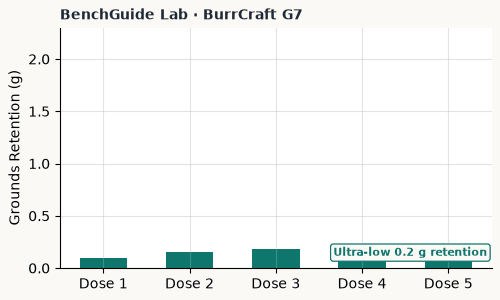 BenchGuide Lab · BurrCraft G7
Grounds Retention (g)
2.0
1.5
1.0
0.5
0.0
Ultra-low 0.2 g retention
Dose 1 Dose 2 Dose 3 Dose 4 Dose 5